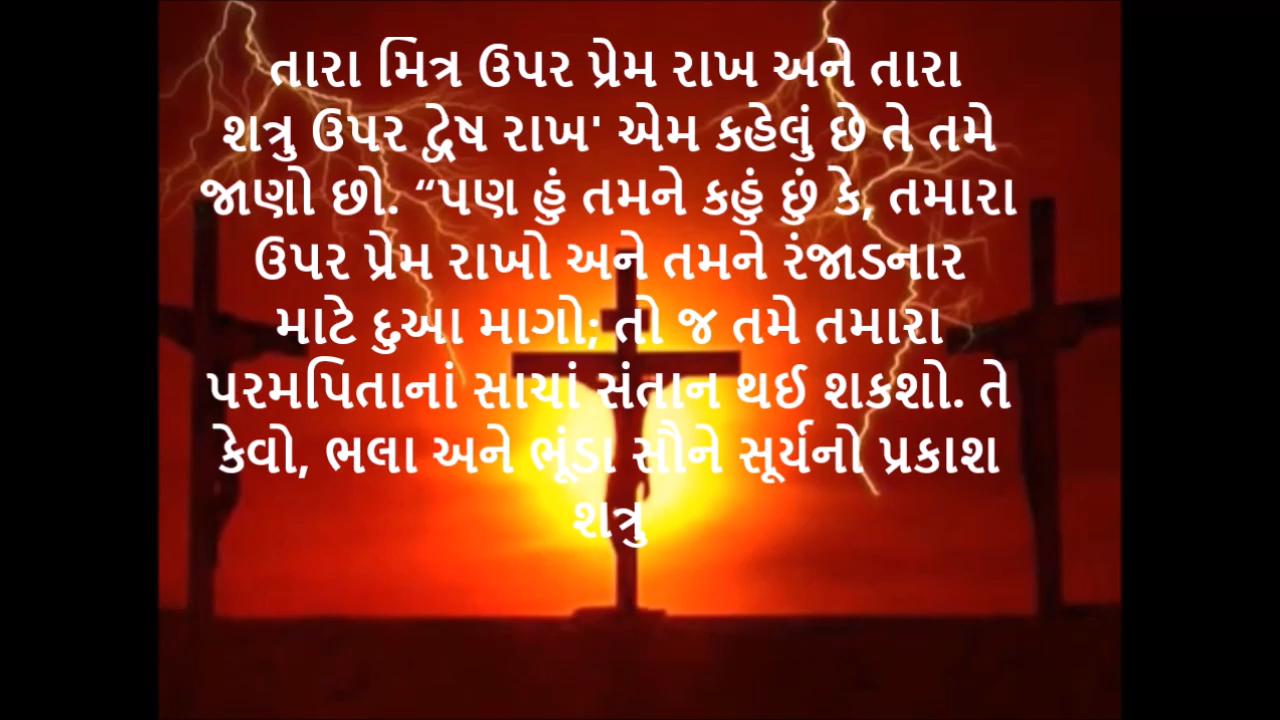 તારા મિત્ર ઉપર પ્રેમ રાખ અને તારા
શત્રુ ઉપર દ્વેષ રાખ' એમ કહેલું છે તે તમે
જાણો છો. “પણ હું તમને કહું છું કે, તમારા
ઉપર પ્રેમ રાખો અને તમને રંજાડનાર
માટે દુઆ માગો; તો જ તમે તમારા
પરમપિતાનાં સાચાં સંતાન થઈ શકશો. તે
કેવો, ભલા અને ભૂંડા સૌને સૂર્યનો પ્રકાશ
શત્રુ